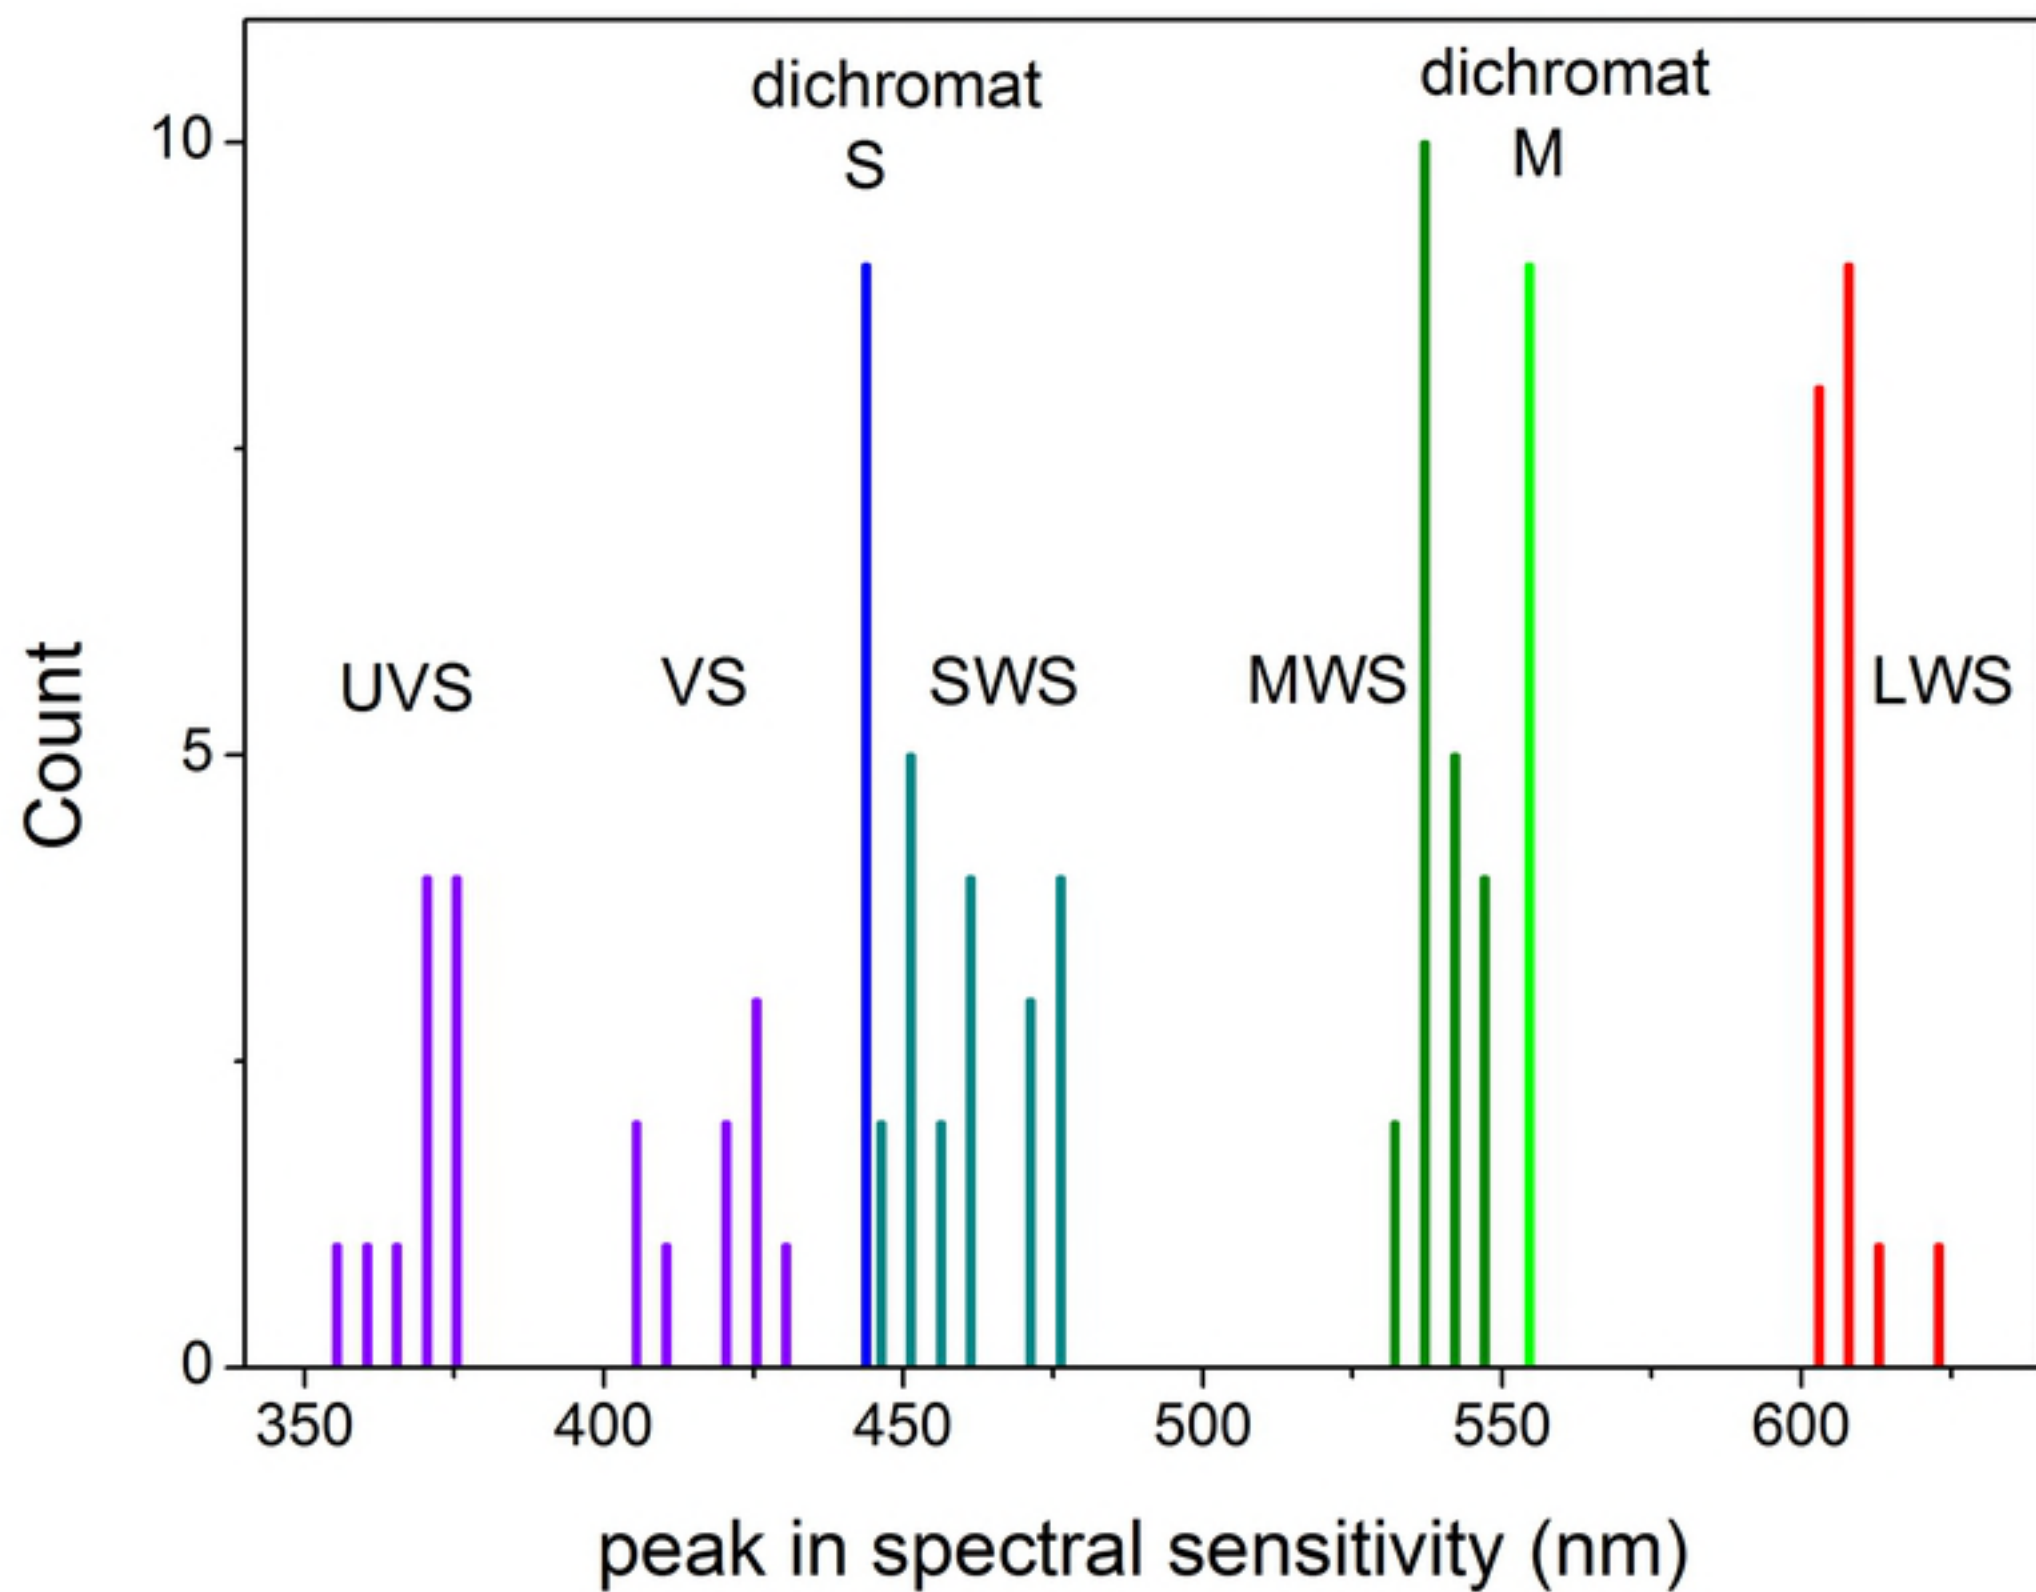 dichromat
S
dichromat
M
10
UVS
VS
SWS
MWS
LWS
Count
5
0
350
400
450
500
550
600
peak in spectral sensitivity (nm)